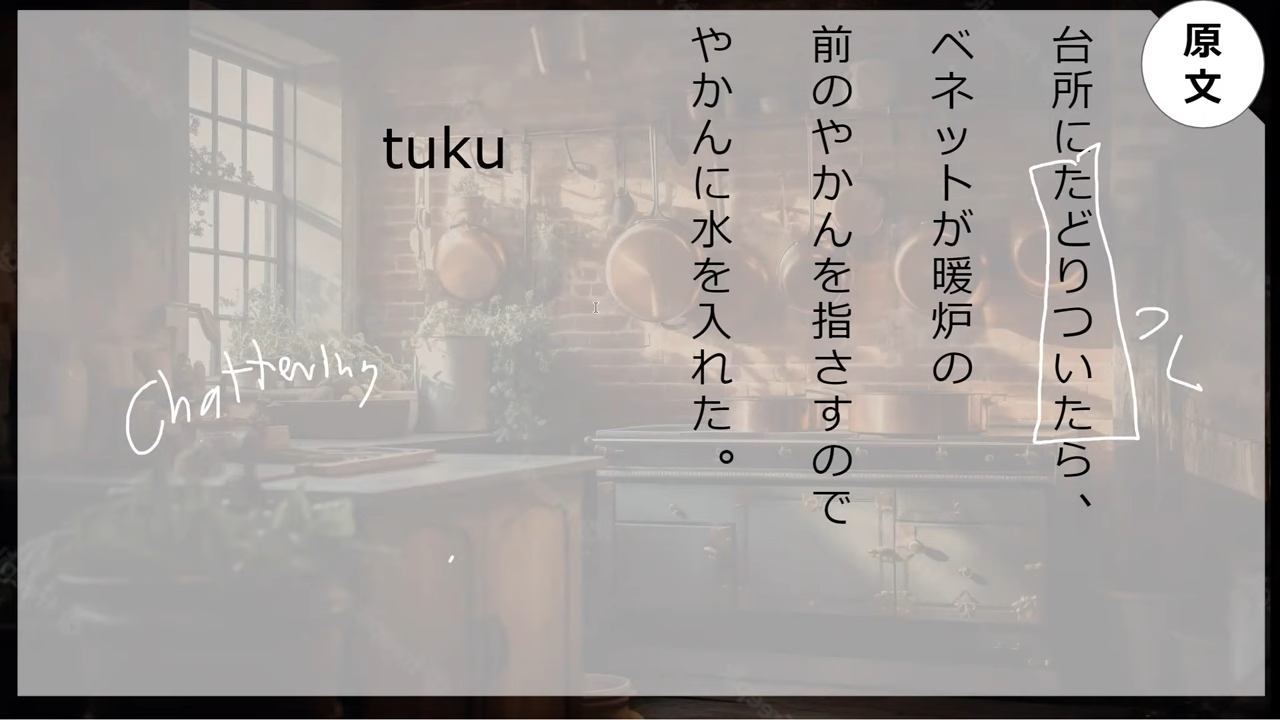 原文
台所にたどりついたら、
ベネットが暖炉の
前のやかんを指さすので
やかんに水を入れた。
つく
tuku
Chattering